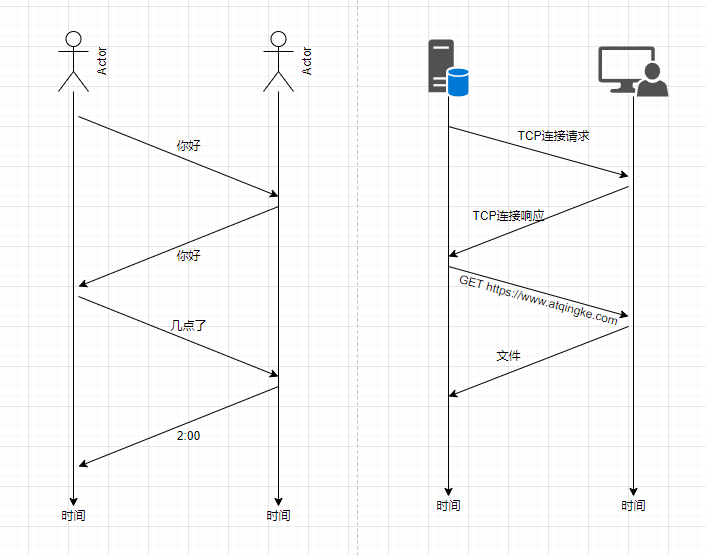 Actor
Actor
你好
你好
几点了
2:00
时间
时间
TCP连接请求
TCP连接响应
GET https://www.atqingke.com
文件
时间
时间